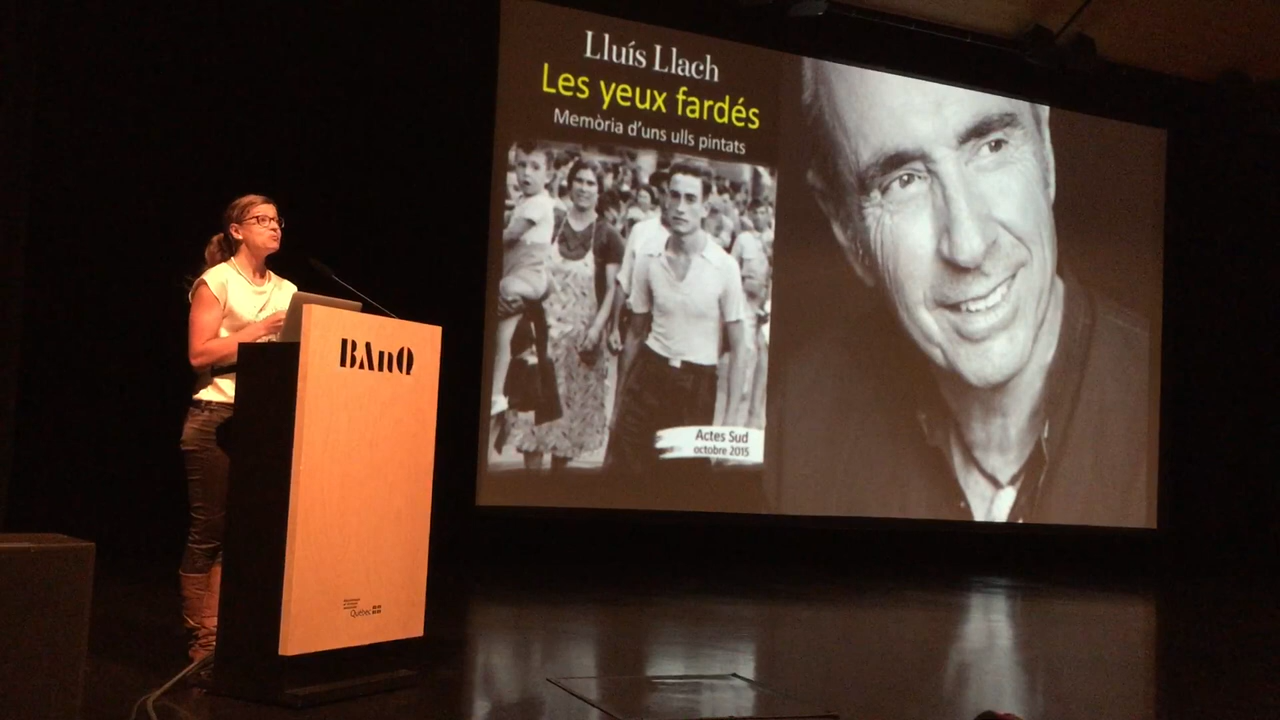 Lluís Llach
Les yeux fardés
Memòria d'uns ulls pintats
Actes Sud
octobre 2015
BAnQ
Québec